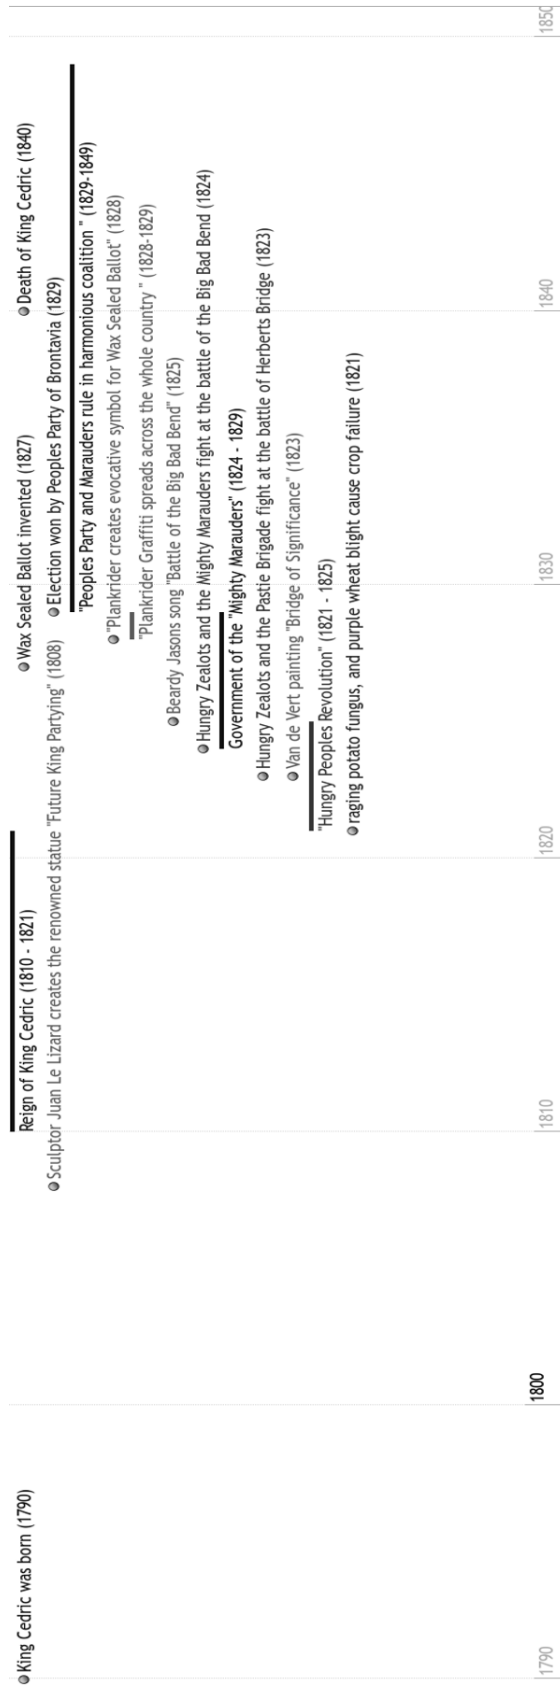 King Cedric was born (1790)
Reign of King Cedric (1810 - 1821)
Wax Sealed Ballot invented (1827)
Death of King Cedric (1840)
Sculptor Juan Le Lizard creates the renowned statue "Future King Partying" (1808)
Election won by Peoples Party of Brontavia (1829)
"Peoples Party and Marauders rule in harmonious coalition " (1829-1849)
"Plankrider creates evocative symbol for Wax Sealed Ballot" (1828)
"Plankrider Graffiti spreads across the whole country " (1828-1829)
Beardy Jasons song "Battle of the Big Bad Bend" (1825)
Hungry Zealots and the Mighty Marauders fight at the battle of the Big Bad Bend (1824)
Government of the "Mighty Marauders" (1824 - 1829)
Hungry Zealots and the Pastie Brigade fight at the battle of Herberts Bridge (1823)
Van de Vert painting "Bridge of Significance" (1823)
"Hungry Peoples Revolution" (1821 - 1825)
raging potato fungus, and purple wheat blight cause crop failure (1821)
1790
1800
1810
1820
1830
1840
1850